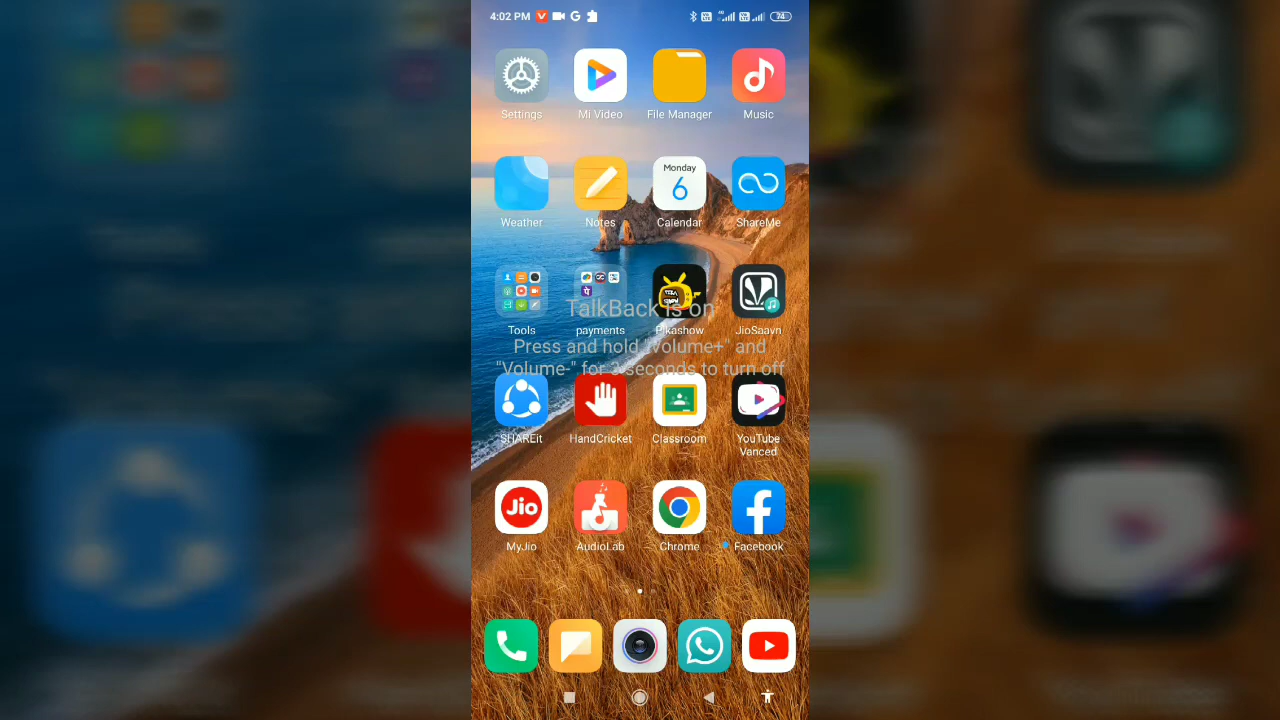 4:02 PM
74
Settings
Mi Video
File Manager
Music
Monday
6
Weather
Notes
Calendar
ShareMe
Tools
payments
Pikashow
JioSaavn
TalkBack is on
Press and hold "Volume+" and
"Volume-" for 3 seconds to turn off
SHAREit
HandCricket
Classroom
YouTube
Vanced
Jio
MyJio
AudioLab
Chrome
Facebook